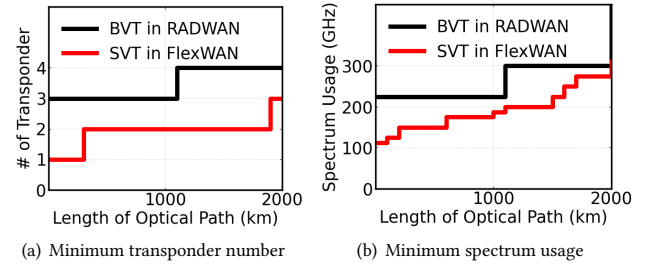 BVT in RADWAN
SVT in FlexWAN
# of Transponder
4
3
2
1
0
1000
2000
Length of Optical Path (km)
(a) Minimum transponder number
BVT in RADWAN
SVT in FlexWAN
Spectrum Usage (GHz)
300
200
100
0
1000
2000
Length of Optical Path (km)
(b) Minimum spectrum usage